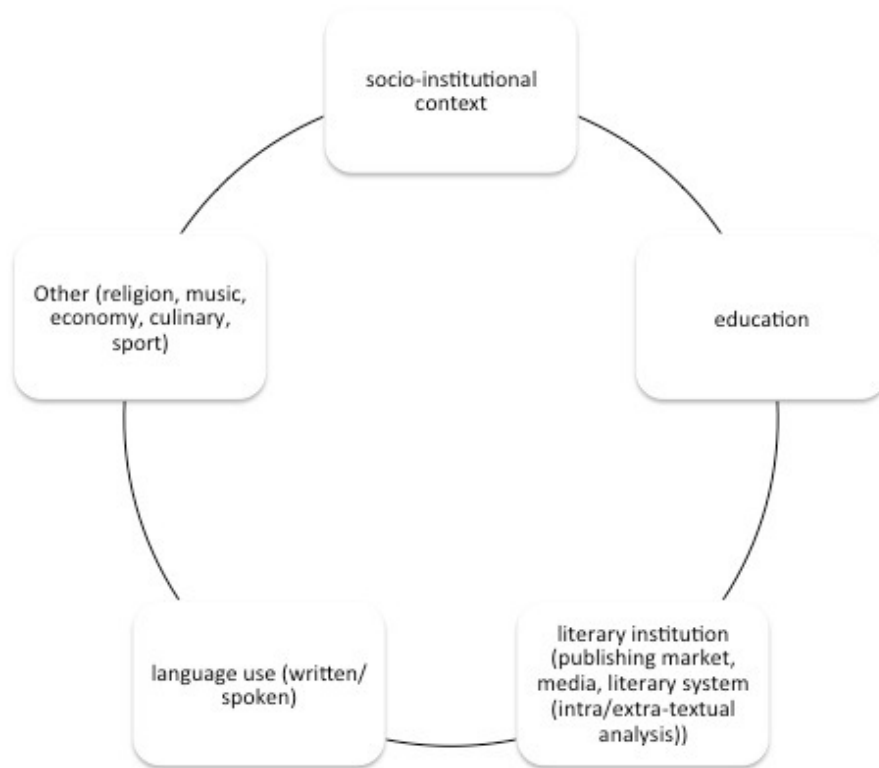 socio-institutional
context
education
literary institution
(publishing market,
media, literary system
(intra/extra-textual
analysis))
language use (written/
spoken)
Other (religion, music,
economy, culinary,
sport)